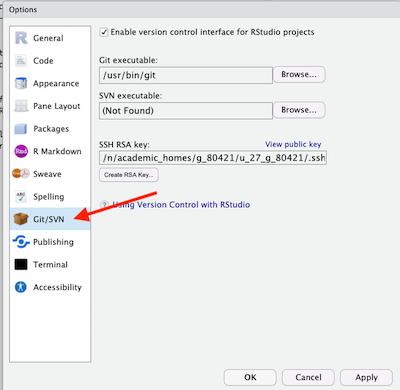 Options
General
Code
Appearance
Pane Layout
Packages
R Markdown
Sweave
Spelling
Git/SVN
Publishing
Terminal
Accessibility
Enable version control interface for RStudio projects
Git executable:
/usr/bin/git
Browse...
SVN executable:
(Not Found)
Browse...
SSH RSA key:
View public key
/n/academic_homes/g_80421/u_27_g_80421/.ssh
Create RSA Key...
? Using Version Control with RStudio
OK
Cancel
Apply